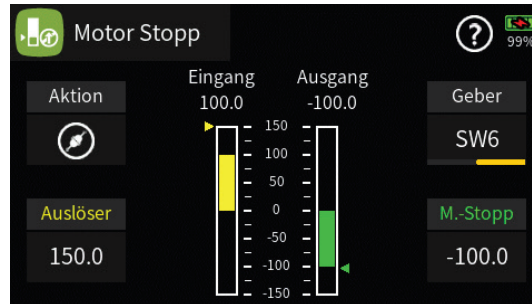 Motor Stopp
?
99%
Aktion
Eingang
100.0
Ausgang
-100.0
Geber
SW6
150
100
50
0
-50
-100
-150
Auslöser
150.0
M.-Stopp
-100.0